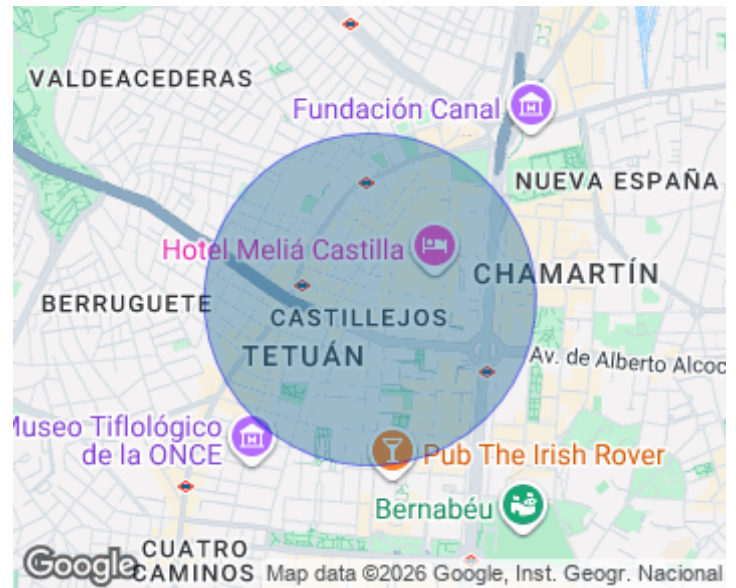 VALDEACEDERAS
Fundación Canal
NUEVA ESPAÑA
Hotel Meliá Castilla
CHAMARTÍN
BERRUGUETE
CASTILLEJOS
TETUÁN
Av. de Alberto Alcoc
Museo Tiflológico
de la ONCE
Pub The Irish Rover
Bernabéu
CUATRO
CAMINOS
Google
Map data ©2026 Google, Inst. Geogr. Nacional